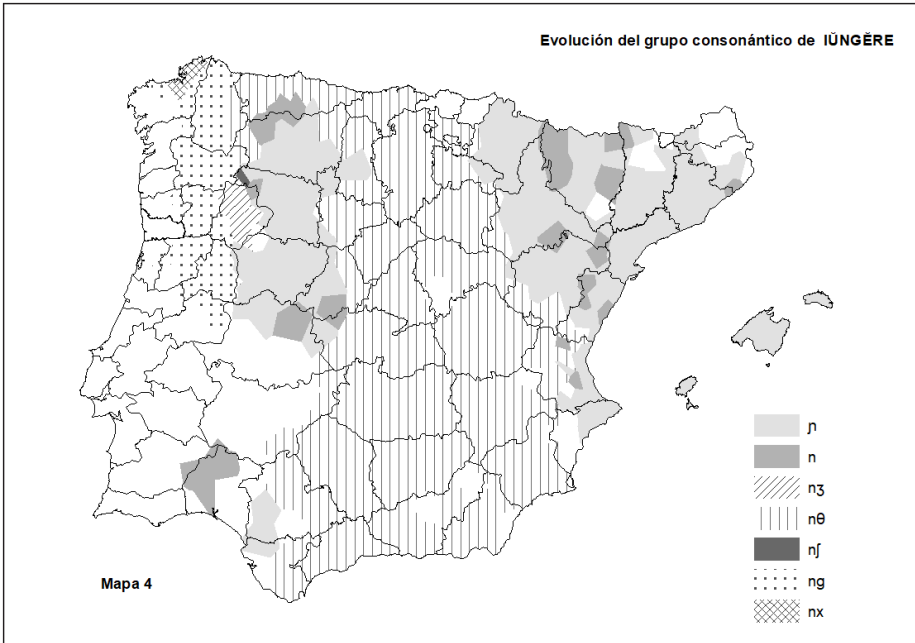 Evolución del grupo consonántico de IŬNGĔRE
ɲ
n
nʒ
nθ
nʃ
ng
nx
Mapa 4